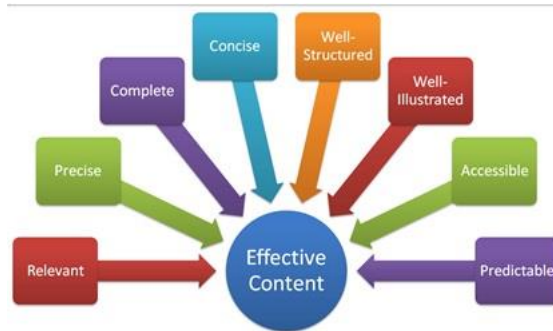 Relevant
Precise
Complete
Concise
Well-
Structured
Well-
Illustrated
Accessible
Predictable
Effective
Content